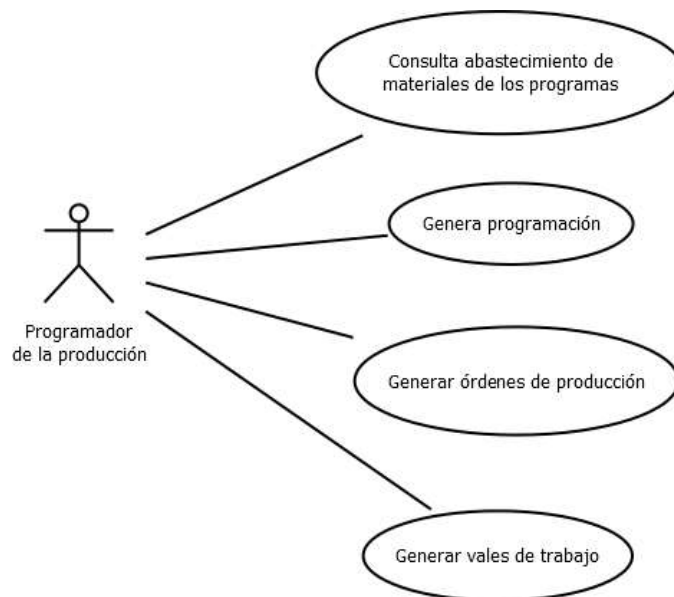 Consulta abastecimiento de
materiales de los programas
Genera programación
Programador
de la producción
Generar órdenes de producción
Generar vales de trabajo